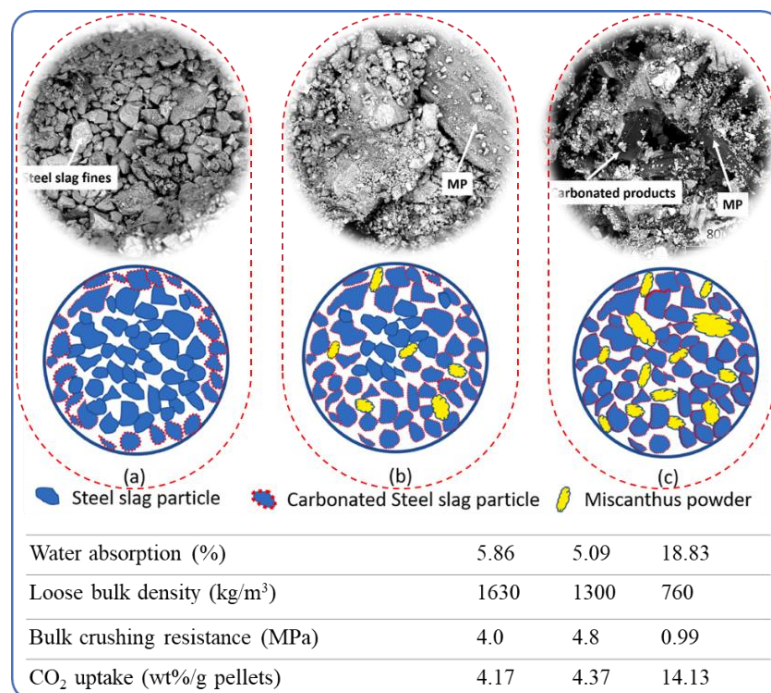 Steel slag fines
MP
Carbonated products
MP
80
(a)
(b)
(c)
Steel slag particle
Carbonated Steel slag particle
Miscanthus powder
Water absorption (%) 5.86 5.09 18.83
Loose bulk density (kg/m³) 1630 1300 760
Bulk crushing resistance (MPa) 4.0 4.8 0.99
CO₂ uptake (wt%/g pellets) 4.17 4.37 14.13